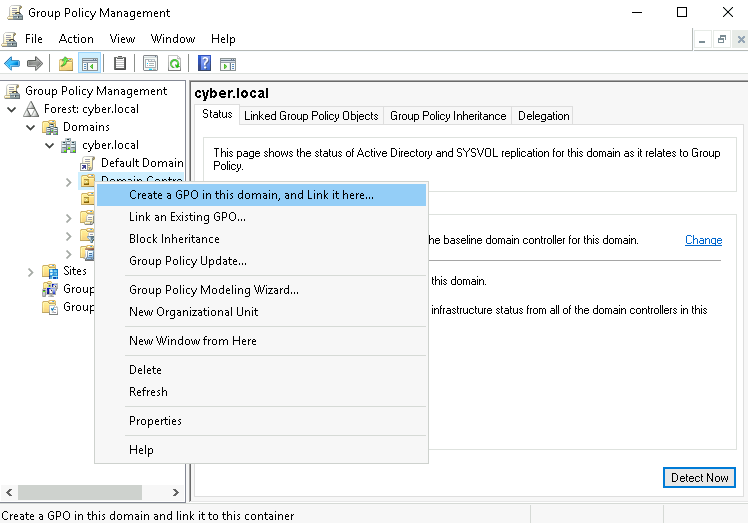 Group Policy Management
File Action View Window Help
Group Policy Management
Forest: cyber.local
Domains
cyber.local
Default Domain
Domain Contro
Sites
Group
Group
cyber.local
Status Linked Group Policy Objects Group Policy Inheritance Delegation
This page shows the status of Active Directory and SYSVOL replication for this domain as it relates to Group
Policy.
Create a GPO in this domain, and Link it here...
Link an Existing GPO...
Block Inheritance
Group Policy Update...
Group Policy Modeling Wizard...
New Organizational Unit
New Window from Here
Delete
Refresh
Properties
Help
he baseline domain controller for this domain. Change
this domain.
infrastructure status from all of the domain controllers in this
Detect Now
Create a GPO in this domain and link it to this container